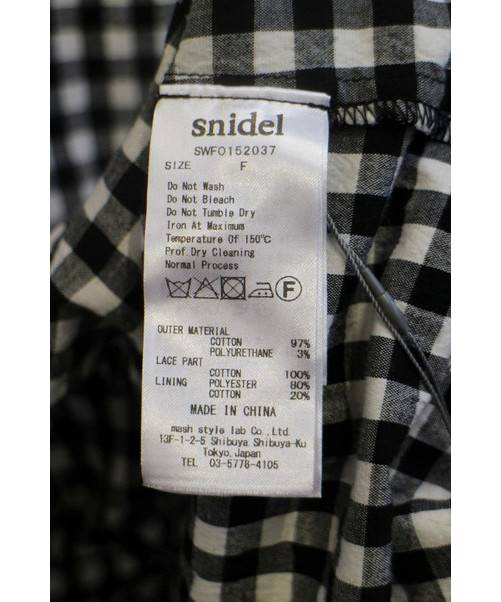 snidel
SWFO152037
SIZE F
Do Not Wash
Do Not Bleach
Do Not Tumble Dry
Iron At Maximum
Temperature Of 150℃
Prof.Dry Cleaning
Normal Process
F
OUTER MATERIAL
COTTON 97%
POLYURETHANE 3%
LACE PART
COTTON 100%
LINING POLYESTER 80%
COTTON 20%
MADE IN CHINA
mash style lab Co.,Ltd.
13F-1-2-5 Shibuya.Shibuya-Ku
Tokyo.Japan
TEL 03-5778-4105